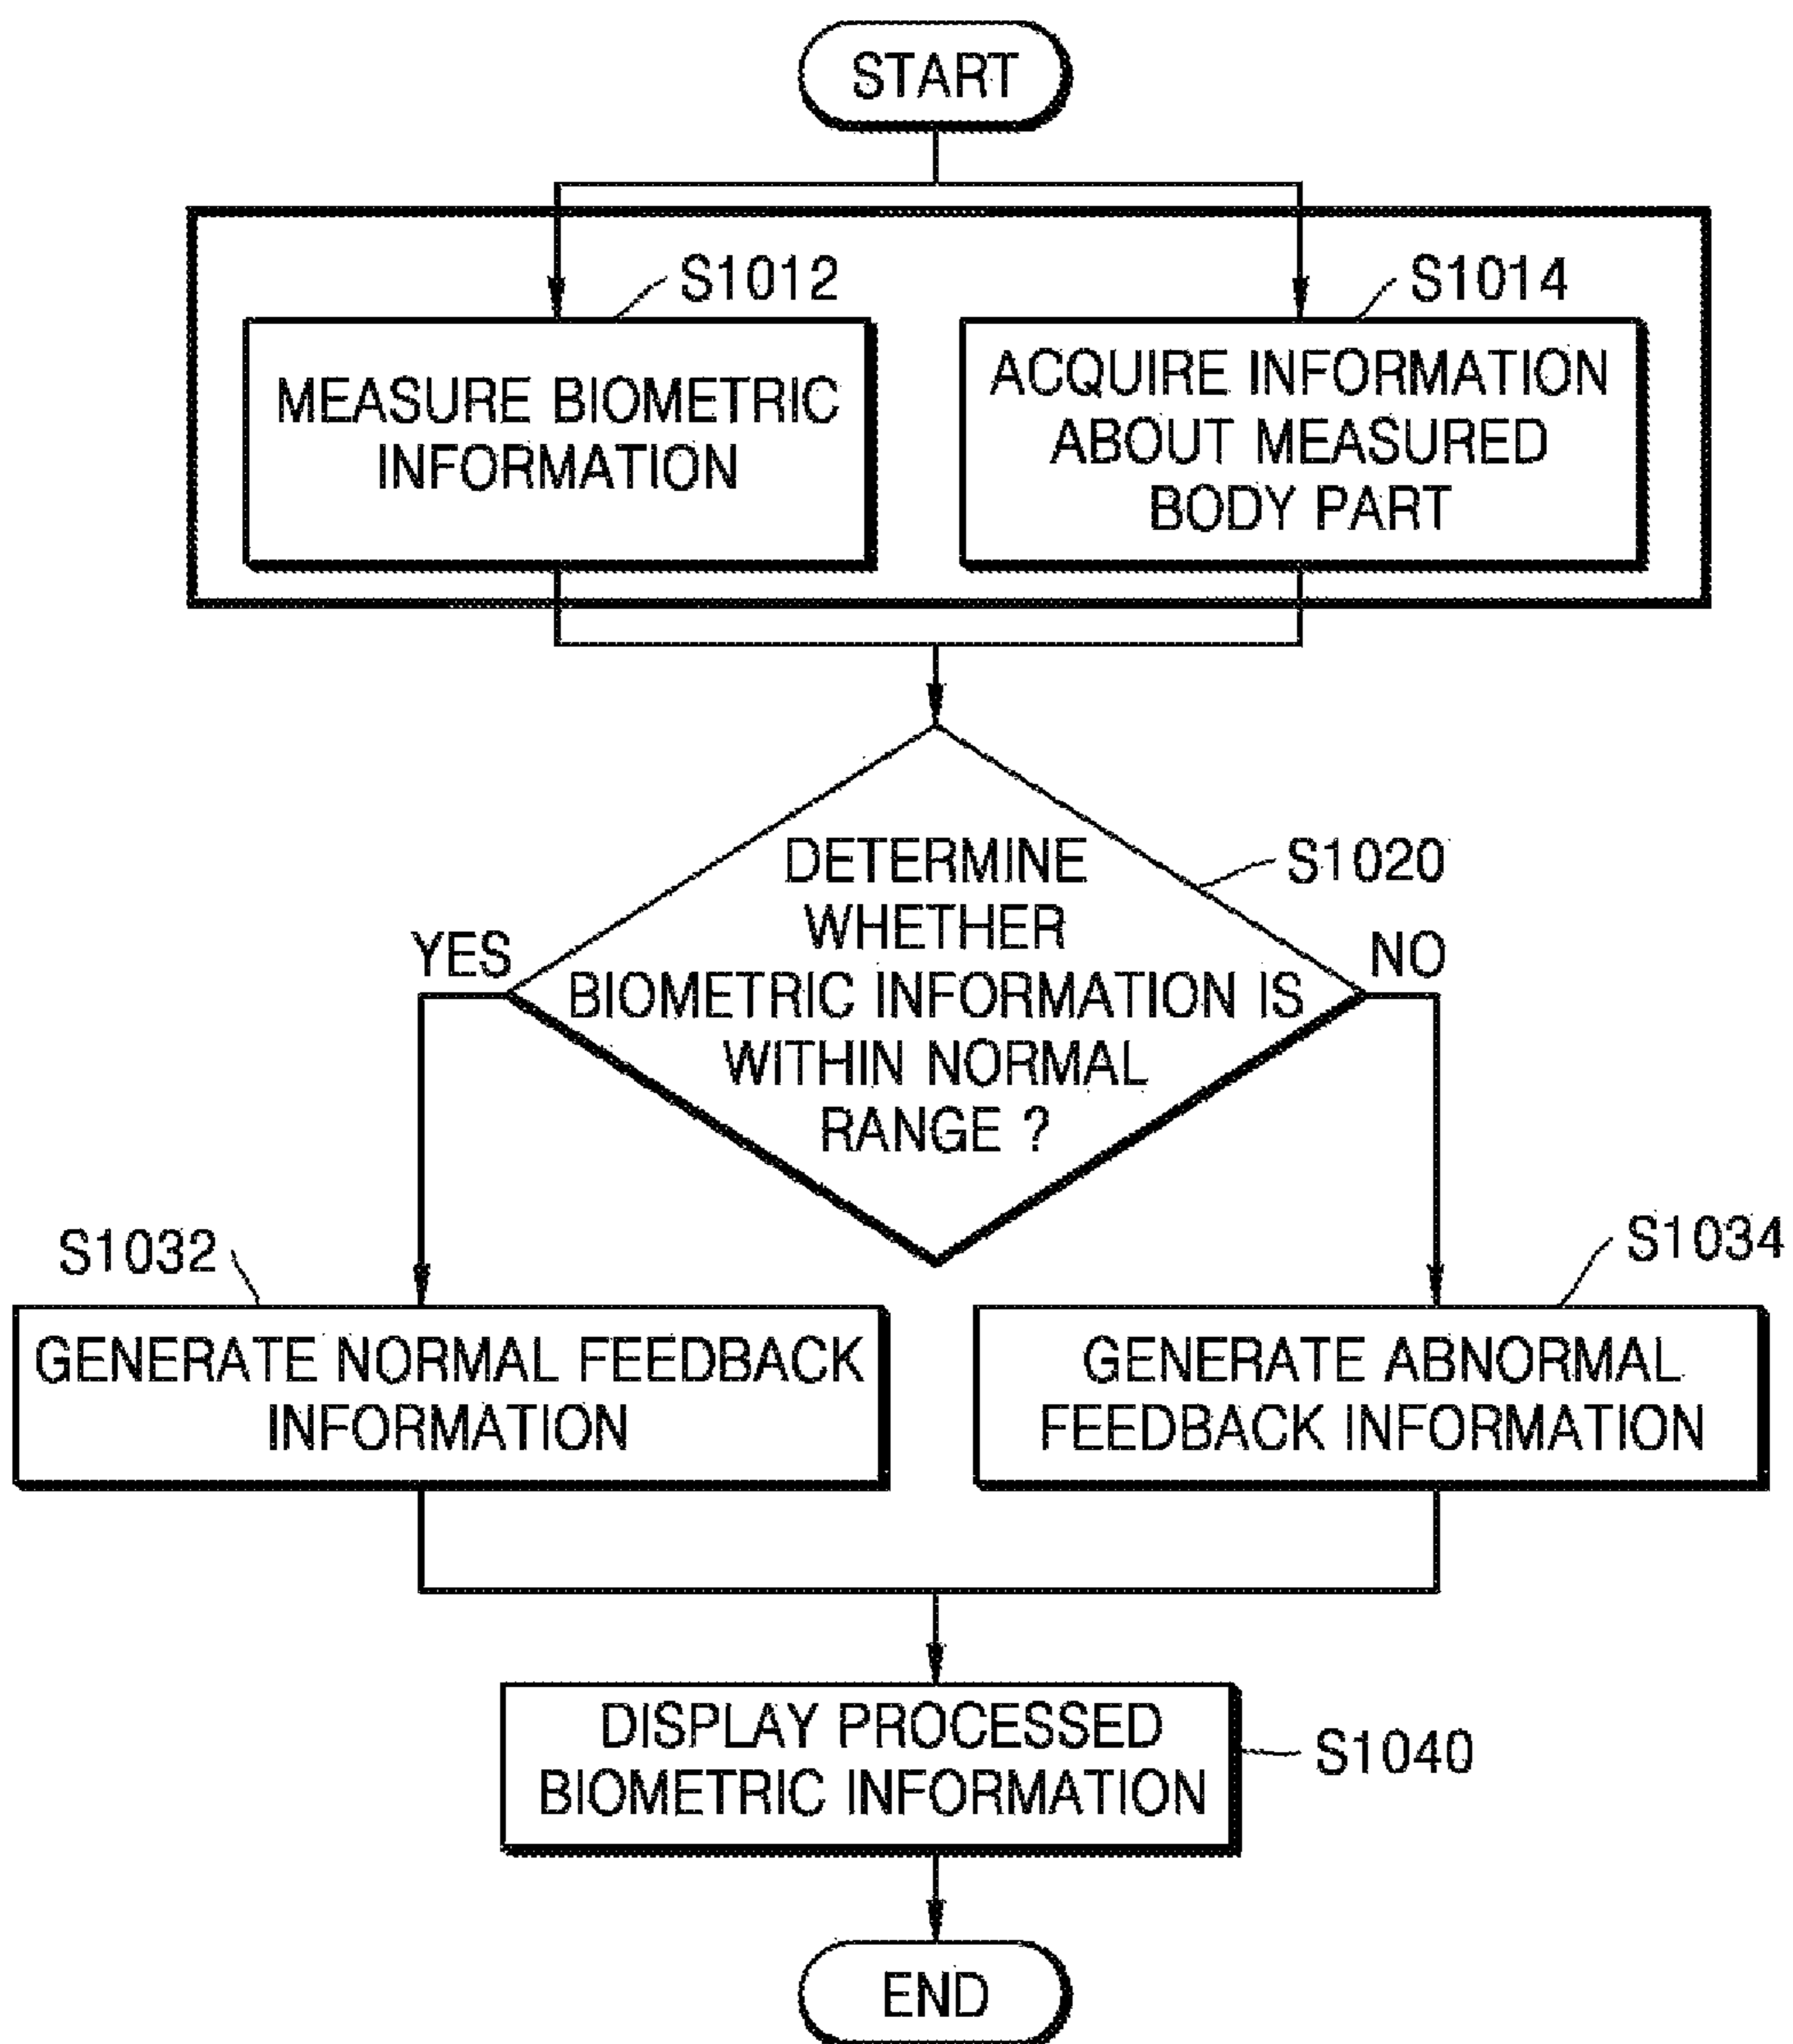 START
S1012
MEASURE BIOMETRIC
INFORMATION
S1014
ACQUIRE INFORMATION
ABOUT MEASURED
BODY PART
S1020
DETERMINE
WHETHER
BIOMETRIC INFORMATION IS
WITHIN NORMAL
RANGE ?
YES
NO
S1032
GENERATE NORMAL FEEDBACK
INFORMATION
S1034
GENERATE ABNORMAL
FEEDBACK INFORMATION
DISPLAY PROCESSED
BIOMETRIC INFORMATION
S1040
END